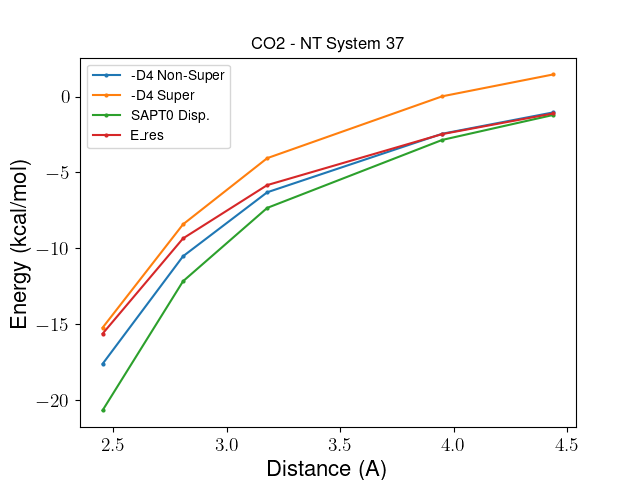 CO2 - NT System 37
-D4 Non-Super
-D4 Super
SAPT0 Disp.
E_res
Energy (kcal/mol)
0
−5
−10
−15
−20
2.5 3.0 3.5 4.0 4.5
Distance (A)